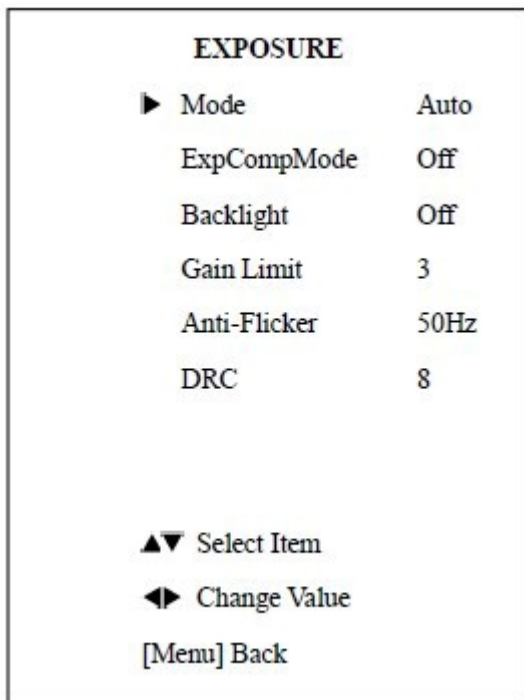 EXPOSURE
▶ Mode Auto
ExpCompMode Off
Backlight Off
Gain Limit 3
Anti-Flicker 50Hz
DRC 8
▲▼ Select Item
◀▶ Change Value
[Menu] Back